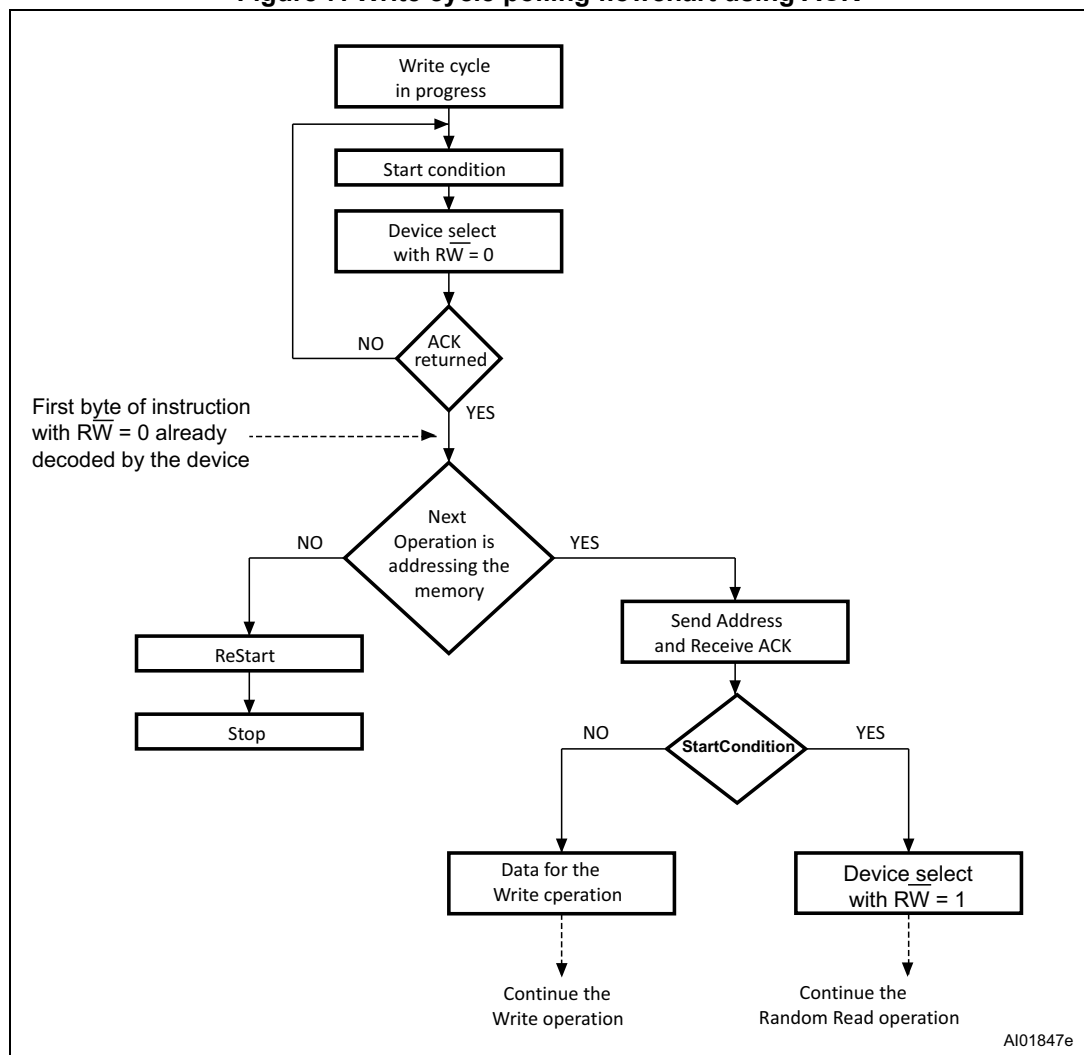 Write cycle
in progress
Start condition
Device select
with RW̅ = 0
NO
ACK
returned
YES
First byte of instruction
with RW̅ = 0 already
decoded by the device
Next
Operation is
addressing the
memory
NO
YES
ReStart
Stop
Send Address
and Receive ACK
StartCondition
NO
YES
Data for the
Write cperation
Device select
with RW̅ = 1
Continue the
Write operation
Continue the
Random Read operation
AI01847e